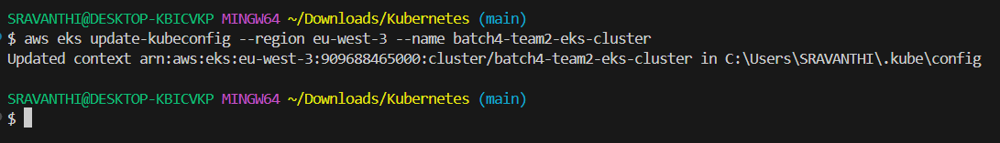 SRAVANTHI@DESKTOP-KBICVKP MINGW64 ~/Downloads/Kubernetes (main)
$ aws eks update-kubeconfig --region eu-west-3 --name batch4-team2-eks-cluster
Updated context arn:aws:eks:eu-west-3:909688465000:cluster/batch4-team2-eks-cluster in C:\Users\SRAVANTHI\.kube\config
SRAVANTHI@DESKTOP-KBICVKP MINGW64 ~/Downloads/Kubernetes (main)
$